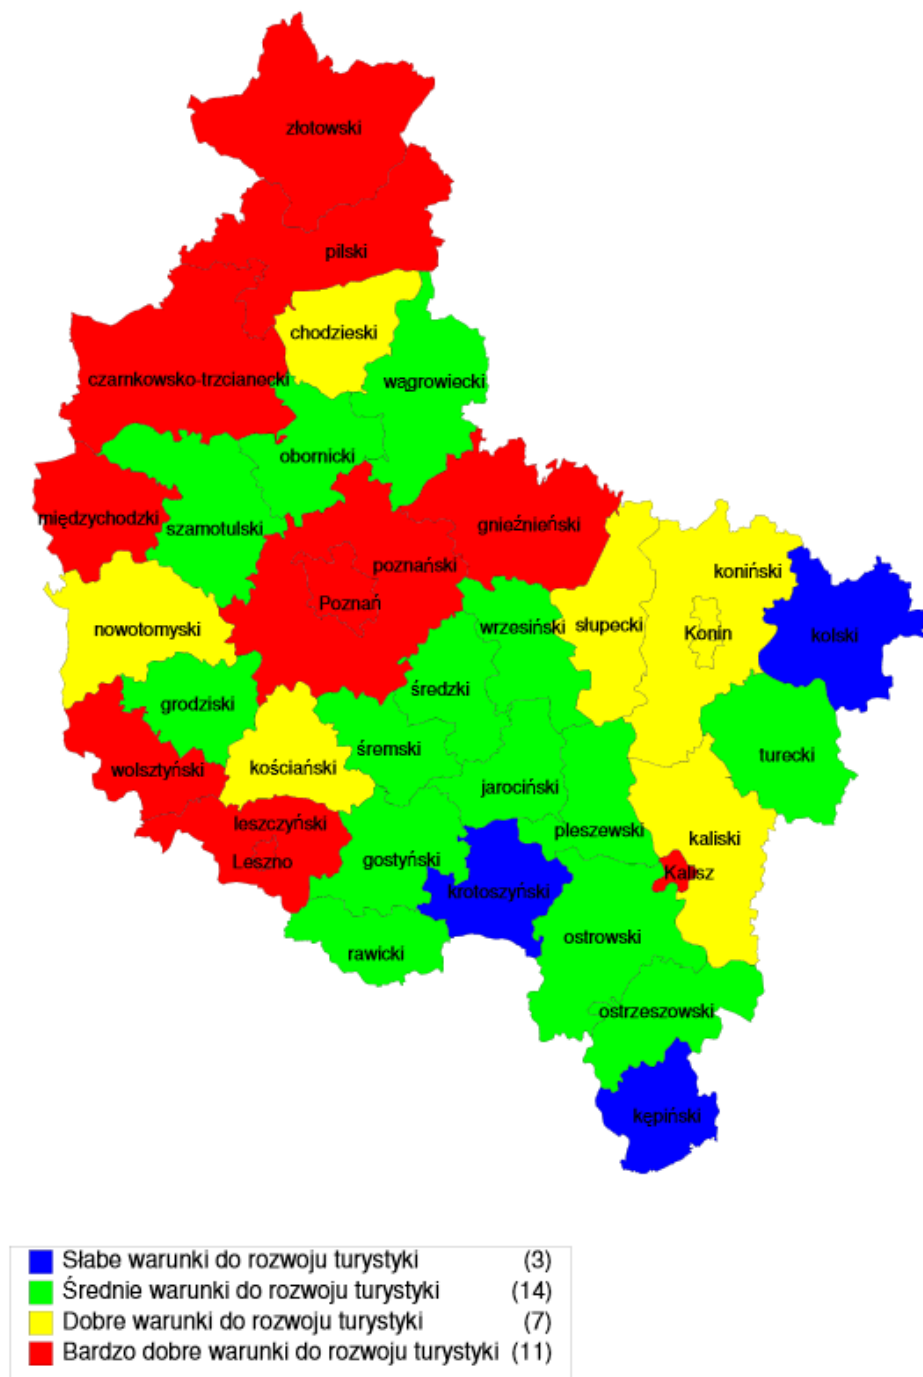 złotowski
pilski
chodzieski
czarnkowsko-trzcianecki
wągrowiecki
obornicki
międzychodzki
szamotulski
gnieźnieński
poznański
koniński
Poznań
nowotomyski
wrzesiński
słupecki
Konin
kolski
średzki
grodziski
śremski
turecki
kościański
wolsztyński
jarociński
leszczyński
pleszewski
kaliski
Leszno
gostyński
Kalisz
krotoszyński
ostrowski
rawicki
ostrzeszowski
kępiński
Słabe warunki do rozwoju turystyki (3)
Średnie warunki do rozwoju turystyki (14)
Dobre warunki do rozwoju turystyki (7)
Bardzo dobre warunki do rozwoju turystyki (11)